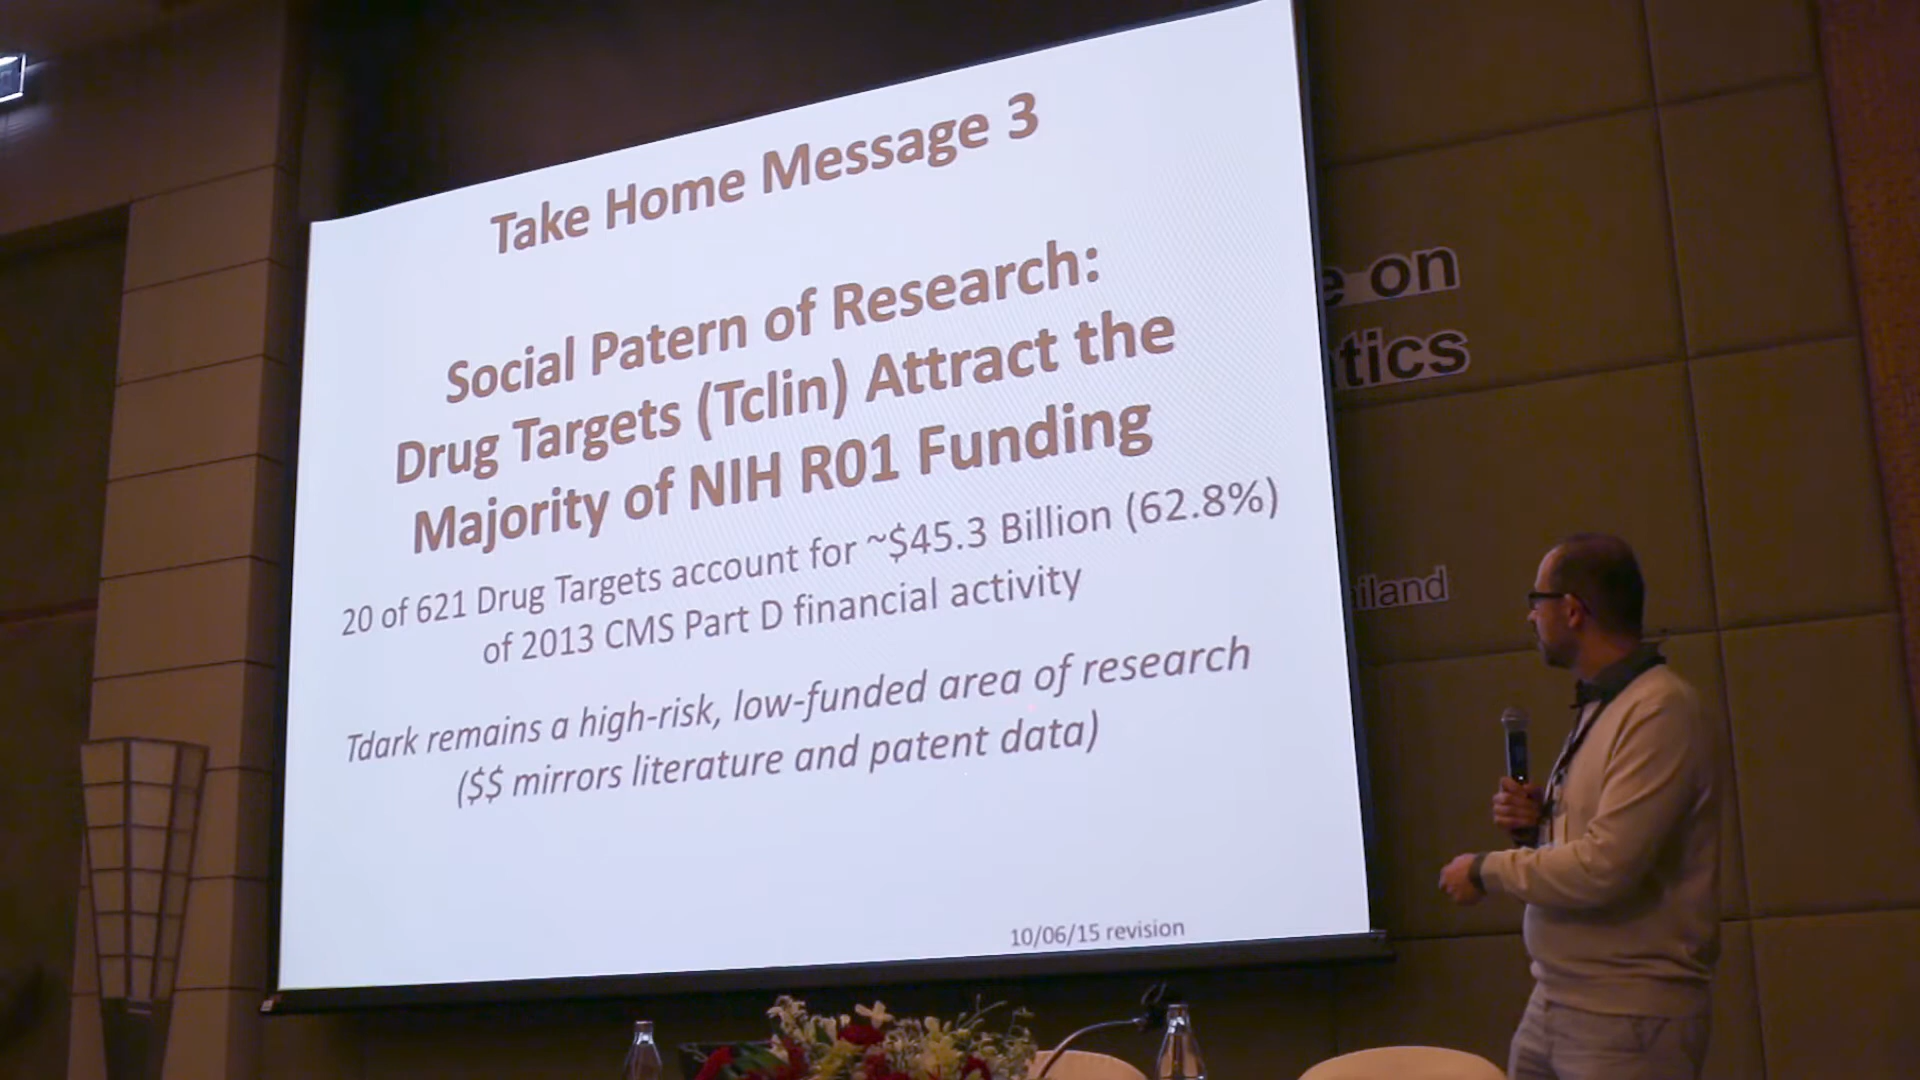 Take Home Message 3
Social Patern of Research:
Drug Targets (Tclin) Attract the
Majority of NIH R01 Funding
20 of 621 Drug Targets account for ~$45.3 Billion (62.8%)
of 2013 CMS Part D financial activity
Tdark remains a high-risk, low-funded area of research
($$ mirrors literature and patent data)
10/06/15 revision
e on
tics
iland